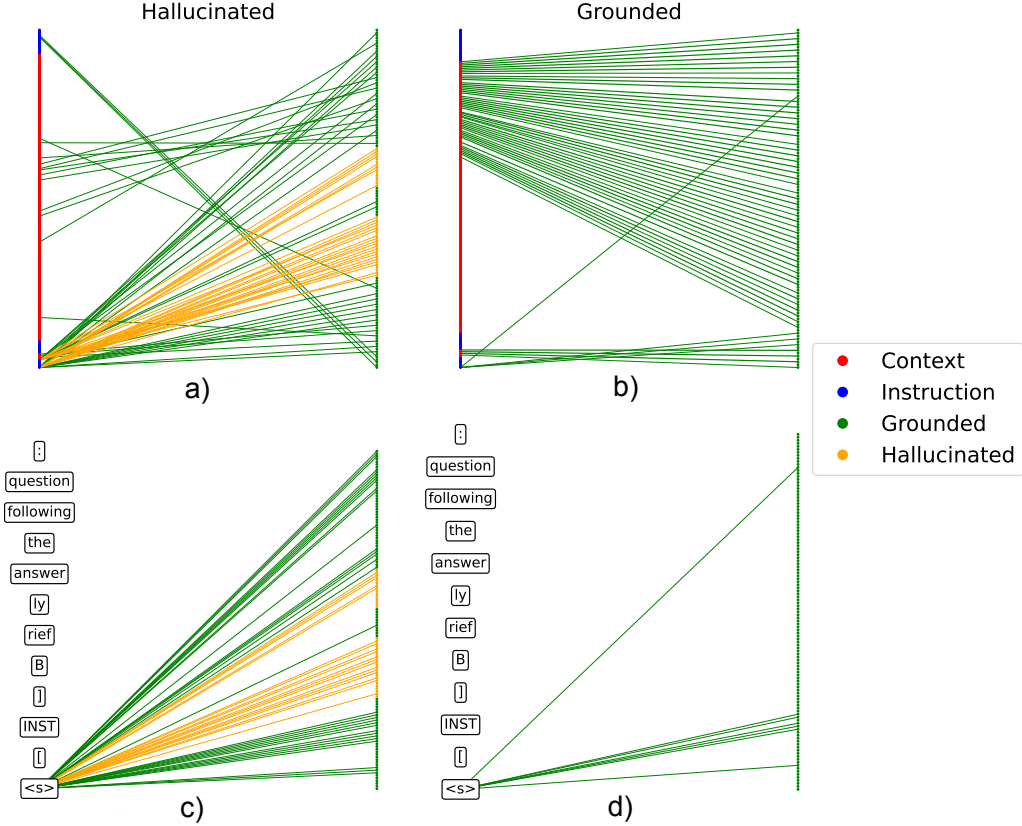 Hallucinated
Grounded
a)
b)
Context
Instruction
Grounded
Hallucinated
:
question
following
the
answer
ly
rief
B
]
INST
[
<s>
c)
:
question
following
the
answer
ly
rief
B
]
INST
[
<s>
d)